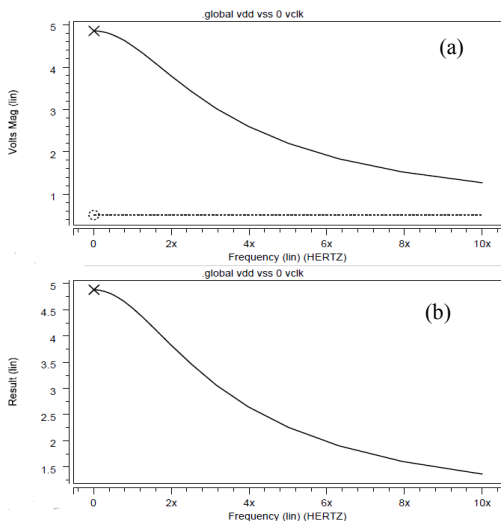 .global vdd vss 0 vclk
(a)
Volts Mag (lin)
5
4
3
2
1
0 2x 4x 6x 8x 10x
Frequency (lin) (HERTZ)
.global vdd vss 0 vclk
(b)
Result (lin)
5
4.5
4
3.5
3
2.5
2
1.5
0 2x 4x 6x 8x 10x
Frequency (lin) (HERTZ)